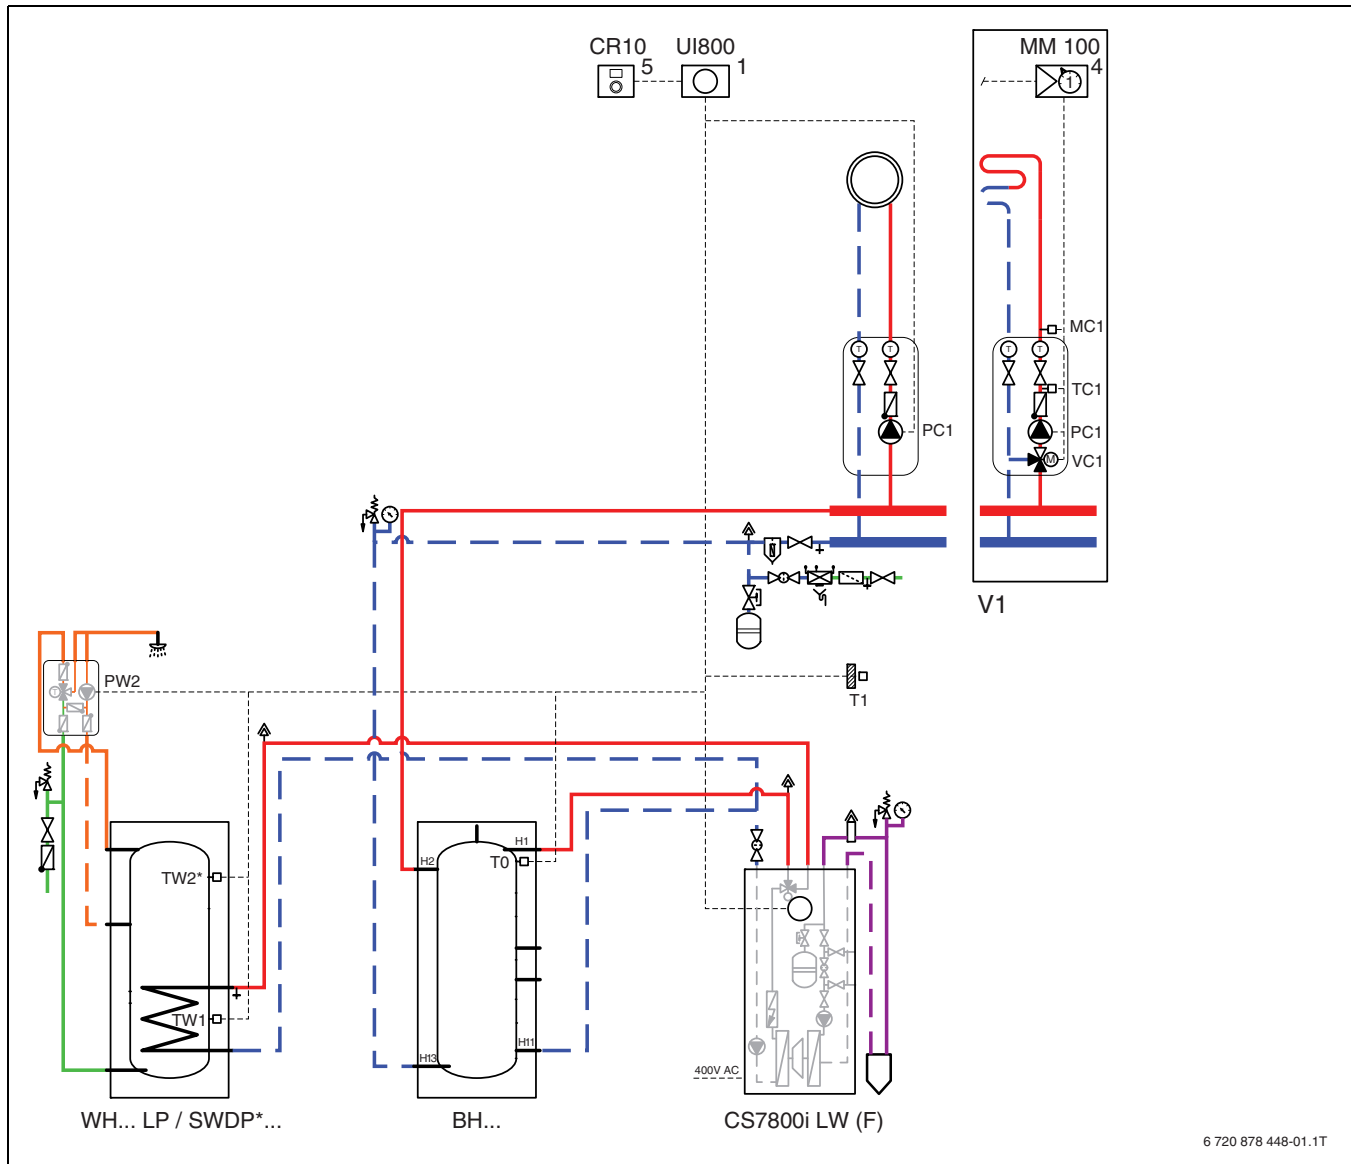 CR10 UI800
5 1
MM 100
4
1
MC1
T T
T T
TC1
PC1
PC1
M
VC1
V1
PW2
T
T1
H1
H2
T0
TW2*
TW1
H13
H11
400V AC
WH... LP / SWDP*...
BH...
CS7800i LW (F)
6 720 878 448-01.1T